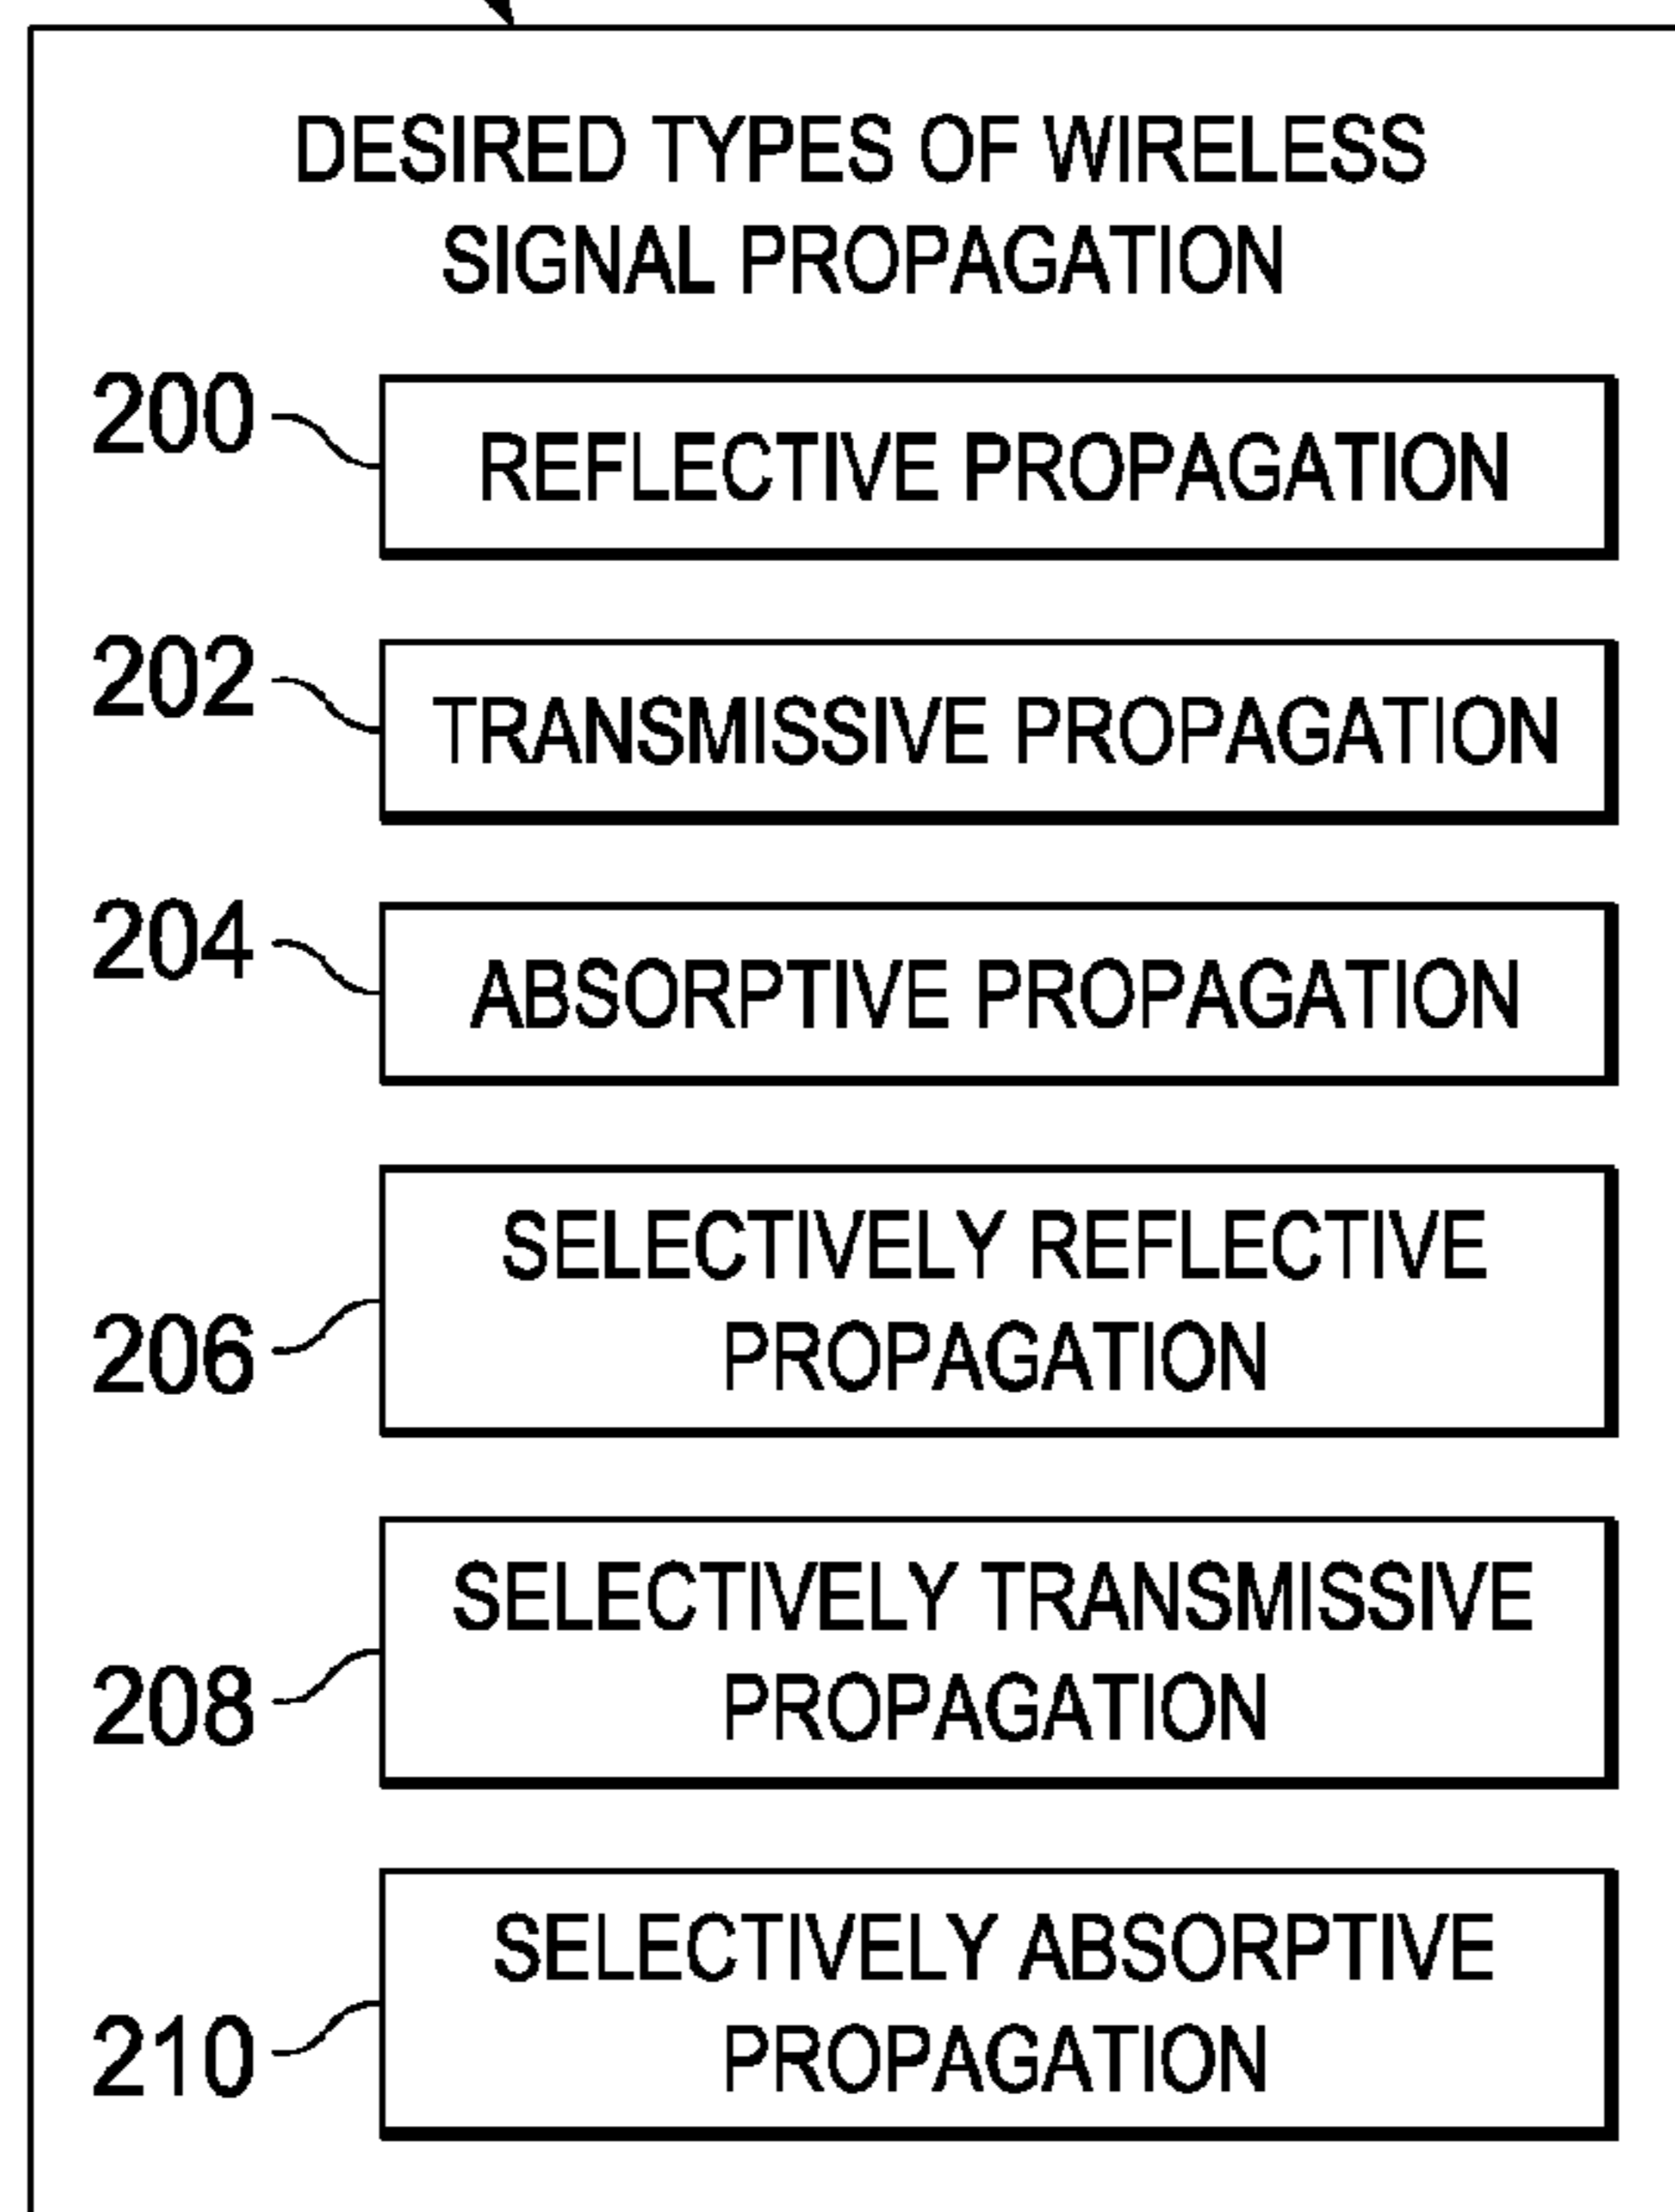 DESIRED TYPES OF WIRELESS
SIGNAL PROPAGATION
200
REFLECTIVE PROPAGATION
202
TRANSMISSIVE PROPAGATION
204
ABSORPTIVE PROPAGATION
206
SELECTIVELY REFLECTIVE
PROPAGATION
208
SELECTIVELY TRANSMISSIVE
PROPAGATION
210
SELECTIVELY ABSORPTIVE
PROPAGATION